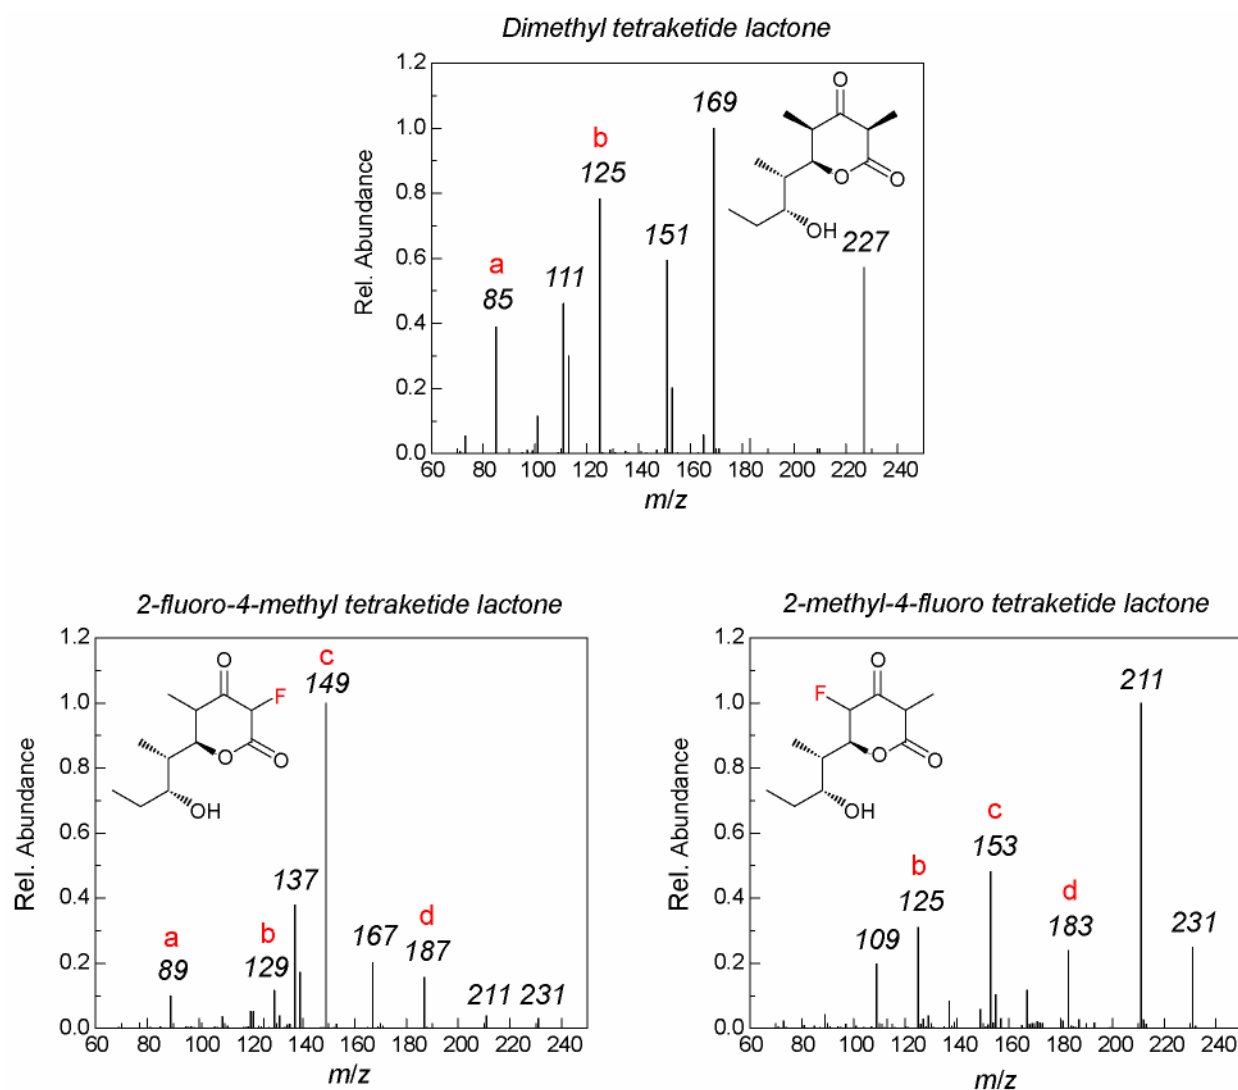 Dimethyl tetraketide lactone
1.2
1.0
0.8
0.6
0.4
0.2
0.0
Rel. Abundance
a
85
111
b
125
151
169
227
O
O
O
OH
60 80 100 120 140 160 180 200 220 240
m/z
2-fluoro-4-methyl tetraketide lactone
1.2
1.0
0.8
0.6
0.4
0.2
0.0
Rel. Abundance
O
F
O
O
OH
a
89
b
129
137
c
149
167
d
187
211
231
60 80 100 120 140 160 180 200 220 240
m/z
2-methyl-4-fluoro tetraketide lactone
1.2
1.0
0.8
0.6
0.4
0.2
0.0
Rel. Abundance
O
F
O
O
OH
109
b
125
c
153
d
183
211
231
60 80 100 120 140 160 180 200 220 240
m/z